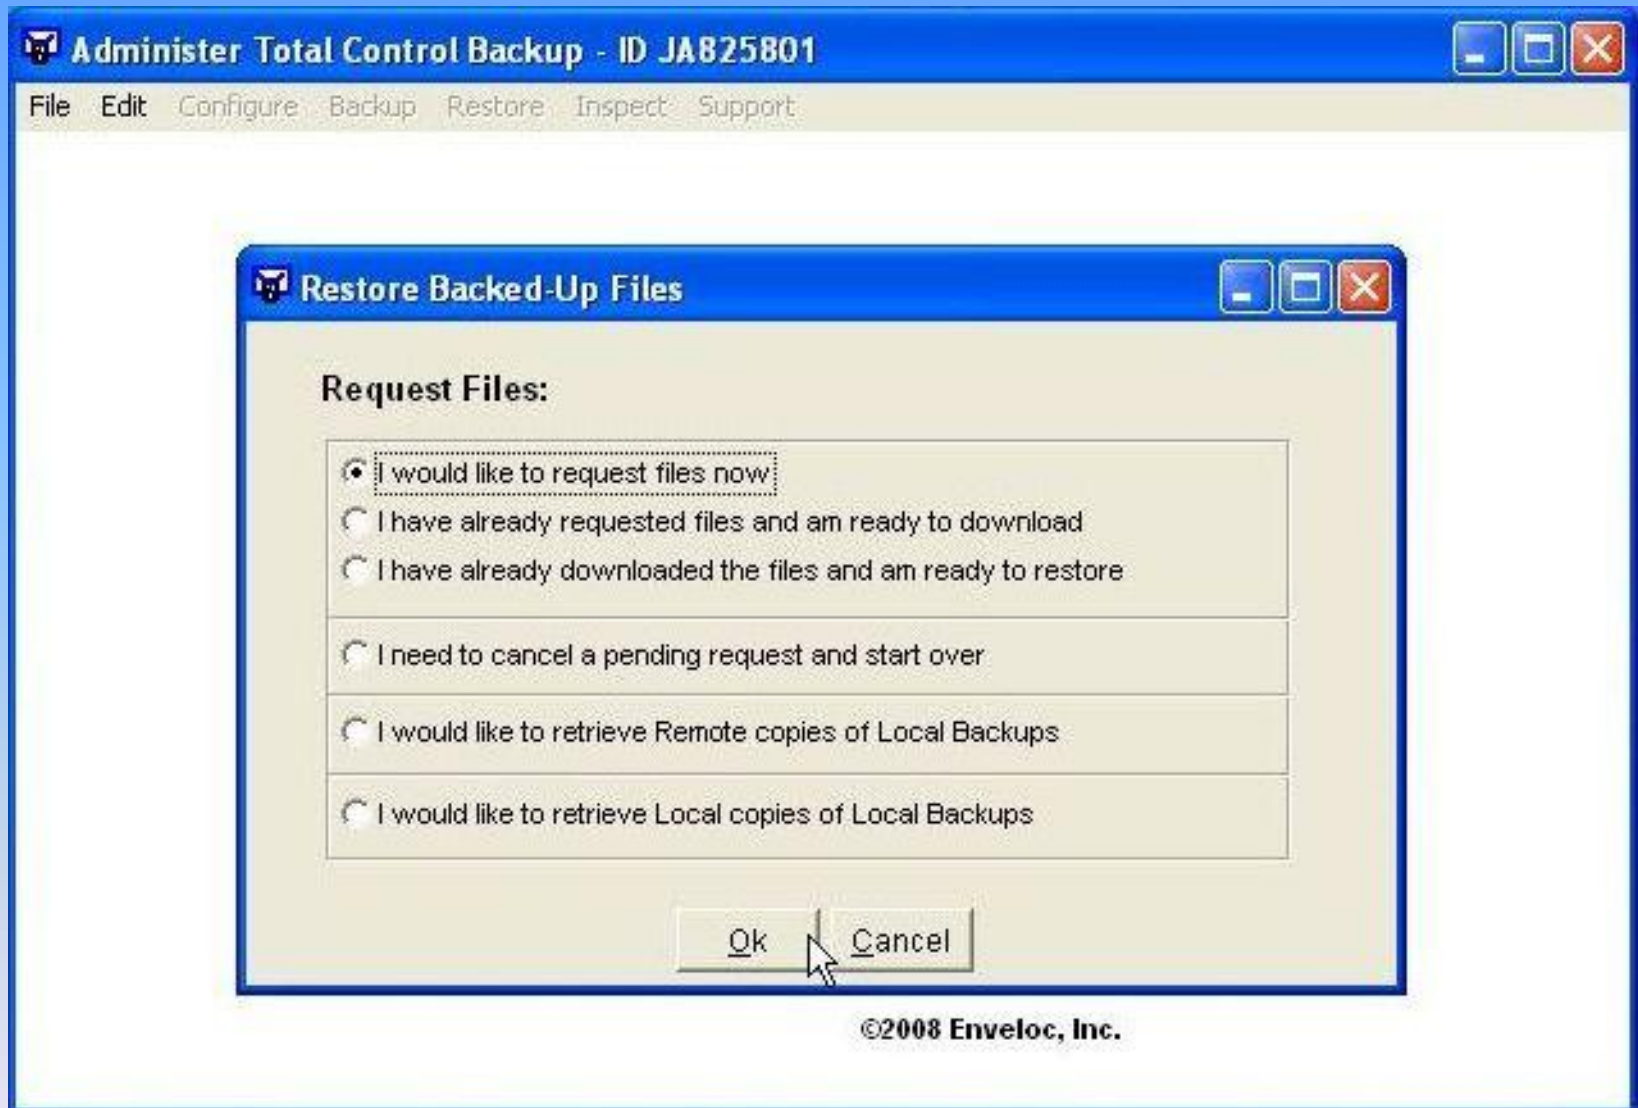 Administer Total Control Backup - ID JA825801
File Edit Configure Backup Restore Inspect Support
Restore Backed-Up Files
Request Files:
I would like to request files now
I have already requested files and am ready to download
I have already downloaded the files and am ready to restore
I need to cancel a pending request and start over
I would like to retrieve Remote copies of Local Backups
I would like to retrieve Local copies of Local Backups
Ok Cancel
©2008 Enveloc, Inc.